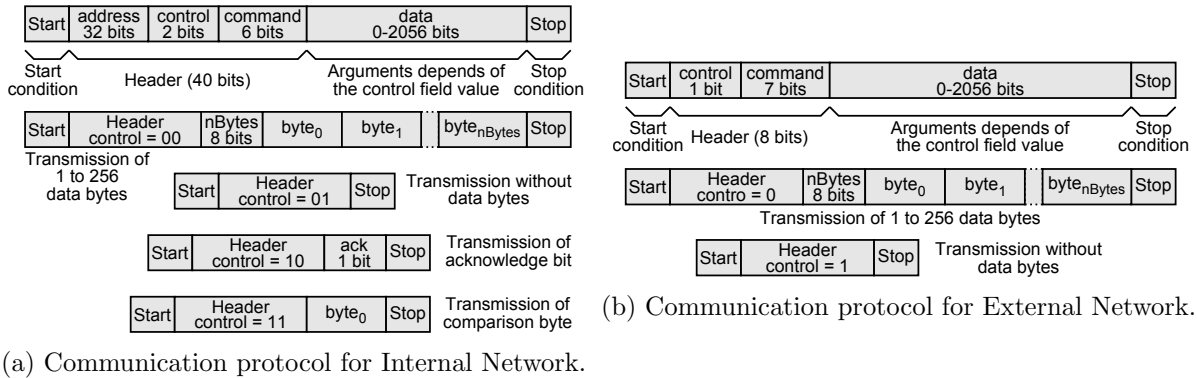 Start address 32 bits control 2 bits command 6 bits data 0-2056 bits Stop
Start condition Header (40 bits) Arguments depends of the control field value Stop condition
Start Header control = 00 nBytes 8 bits byte0 byte1 bytenBytes Stop
Transmission of 1 to 256 data bytes
Start Header control = 01 Stop Transmission without data bytes
Start Header control = 10 ack 1 bit Stop Transmission of acknowledge bit
Start Header control = 11 byte0 Stop Transmission of comparison byte
(a) Communication protocol for Internal Network.
Start control 1 bit command 7 bits data 0-2056 bits Stop
Start condition Header (8 bits) Arguments depends of the control field value Stop condition
Start Header contro = 0 nBytes 8 bits byte0 byte1 bytenBytes Stop
Transmission of 1 to 256 data bytes
Start Header control = 1 Stop Transmission without data bytes
(b) Communication protocol for External Network.